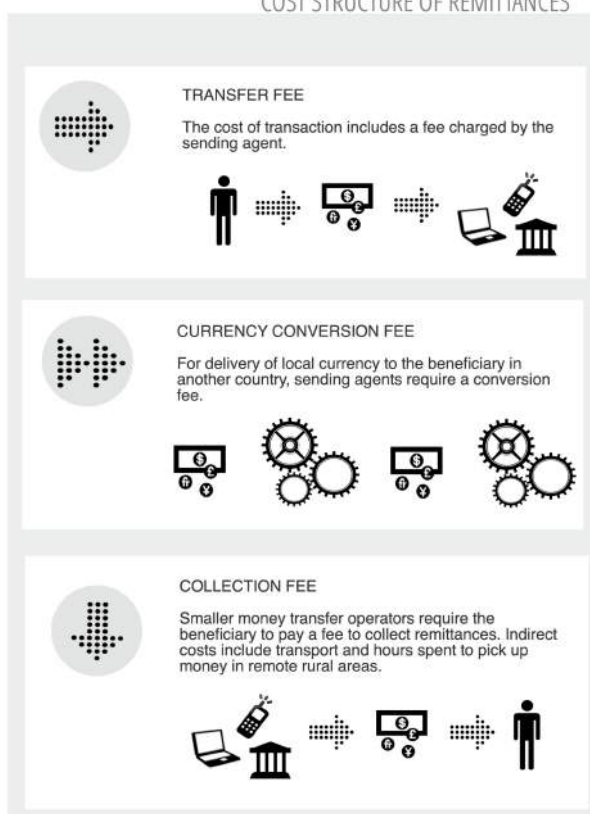 COST STRUCTURE OF REMITTANCES
TRANSFER FEE
The cost of transaction includes a fee charged by the
sending agent.
CURRENCY CONVERSION FEE
For delivery of local currency to the beneficiary in
another country, sending agents require a conversion
fee.
COLLECTION FEE
Smaller money transfer operators require the
beneficiary to pay a fee to collect remittances. Indirect
costs include transport and hours spent to pick up
money in remote rural areas.